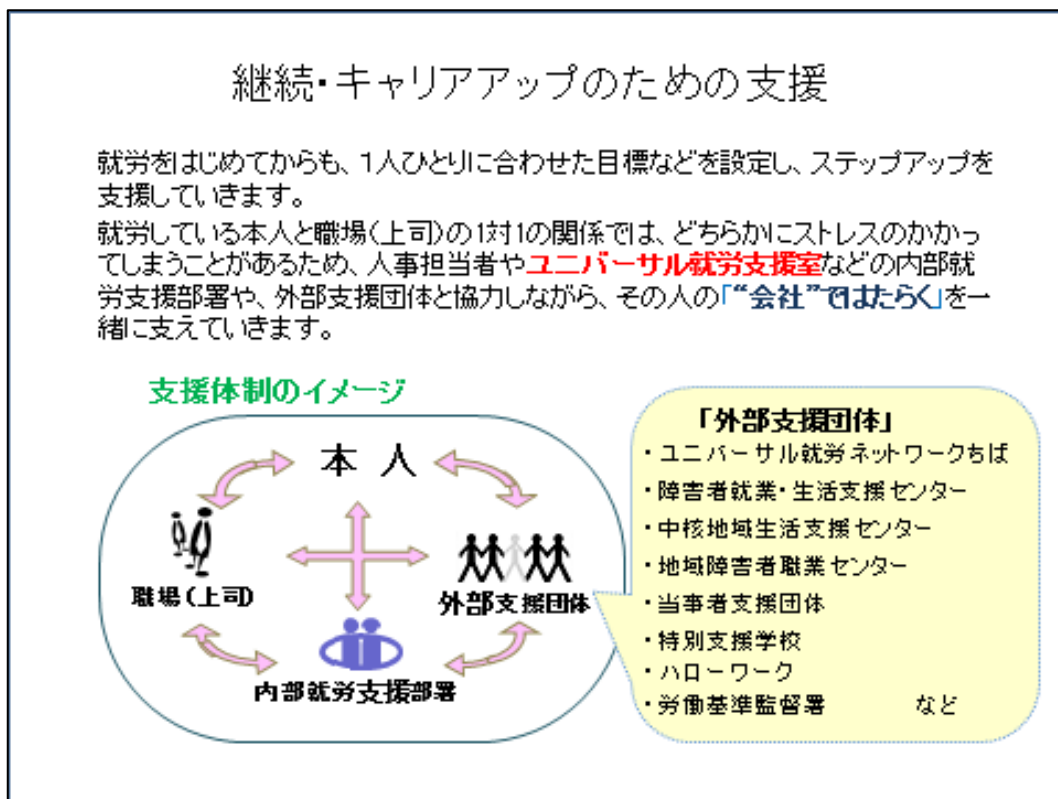 継続・キャリアアップのための支援
就労をはじめてからも、1人ひとりに合わせた目標などを設定し、ステップアップを
支援していきます。
就労している本人と職場(上司)の1対1の関係では、どちらかにストレスのかかっ
てしまうことがあるため、人事担当者やユニバーサル就労支援室などの内部就
労支援部署や、外部支援団体と協力しながら、その人の「“会社”ではたらく」を一
緒に支えていきます。
支援体制のイメージ
本 人
職場(上司)
外部支援団体
内部就労支援部署
「外部支援団体」
・ユニバーサル就労ネットワークちば
・障害者就業・生活支援センター
・中核地域生活支援センター
・地域障害者職業センター
・当事者支援団体
・特別支援学校
・ハローワーク
・労働基準監督署 など